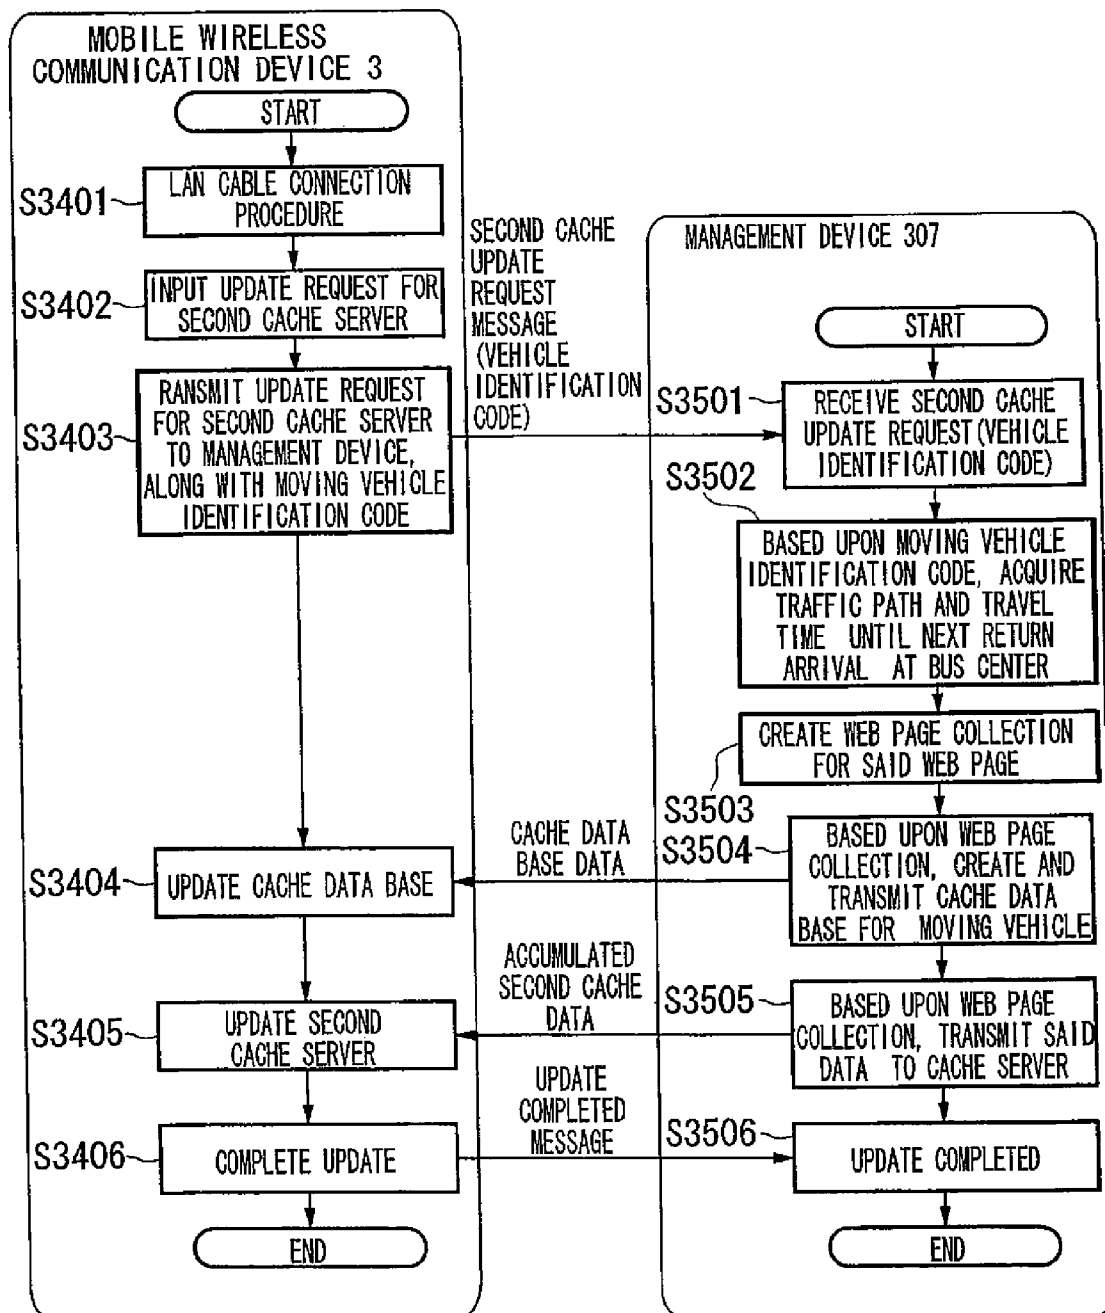 MOBILE WIRELESS
COMMUNICATION DEVICE 3
START
S3401
LAN CABLE CONNECTION
PROCEDURE
S3402
INPUT UPDATE REQUEST FOR
SECOND CACHE SERVER
S3403
RANSMIT UPDATE REQUEST
FOR SECOND CACHE SERVER
TO MANAGEMENT DEVICE,
ALONG WITH MOVING VEHICLE
IDENTIFICATION CODE
S3404
UPDATE CACHE DATA BASE
S3405
UPDATE SECOND
CACHE SERVER
S3406
COMPLETE UPDATE
END
SECOND CACHE
UPDATE
REQUEST
MESSAGE
(VEHICLE
IDENTIFICATION
CODE)
CACHE DATA
BASE DATA
ACCUMULATED
SECOND CACHE
DATA
UPDATE
COMPLETED
MESSAGE
MANAGEMENT DEVICE 307
START
S3501
RECEIVE SECOND CACHE
UPDATE REQUEST(VEHICLE
IDENTIFICATION CODE)
S3502
BASED UPON MOVING VEHICLE
IDENTIFICATION CODE, ACQUIRE
TRAFFIC PATH AND TRAVEL
TIME UNTIL NEXT RETURN
ARRIVAL AT BUS CENTER
CREATE WEB PAGE COLLECTION
FOR SAID WEB PAGE
S3503
S3504
BASED UPON WEB PAGE
COLLECTION, CREATE AND
TRANSMIT CACHE DATA
BASE FOR MOVING VEHICLE
S3505
BASED UPON WEB PAGE
COLLECTION, TRANSMIT SAID
DATA TO CACHE SERVER
S3506
UPDATE COMPLETED
END